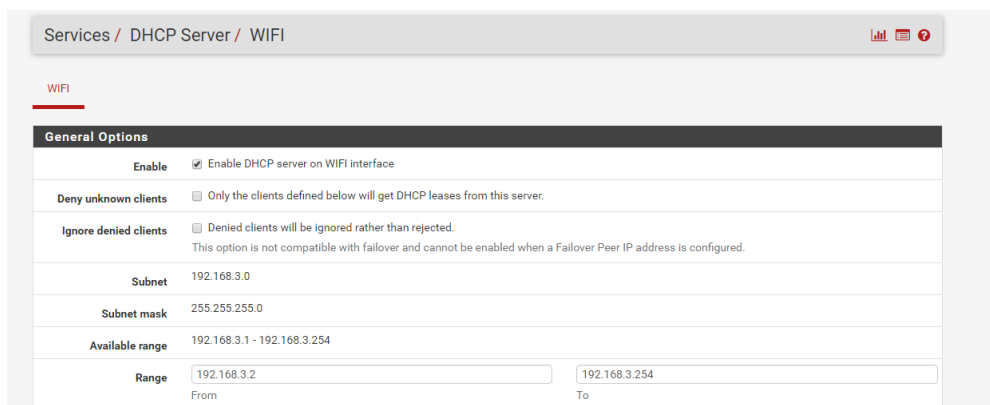 Services / DHCP Server / WIFI
WIFI
General Options
Enable Enable DHCP server on WIFI interface
Deny unknown clients Only the clients defined below will get DHCP leases from this server.
Ignore denied clients Denied clients will be ignored rather than rejected.
This option is not compatible with failover and cannot be enabled when a Failover Peer IP address is configured.
Subnet 192.168.3.0
Subnet mask 255.255.255.0
Available range 192.168.3.1 - 192.168.3.254
Range 192.168.3.2 192.168.3.254
From To